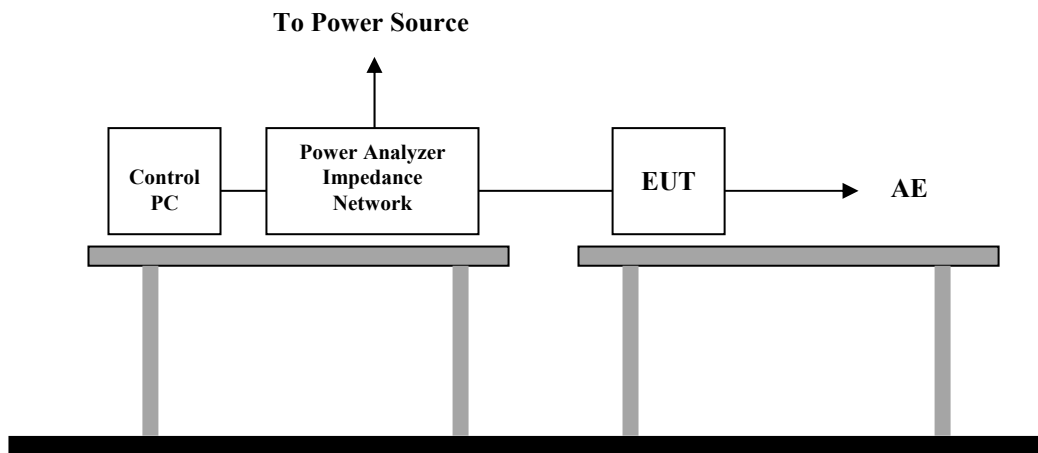 To Power Source
Control
PC
Power Analyzer
Impedance
Network
EUT
AE